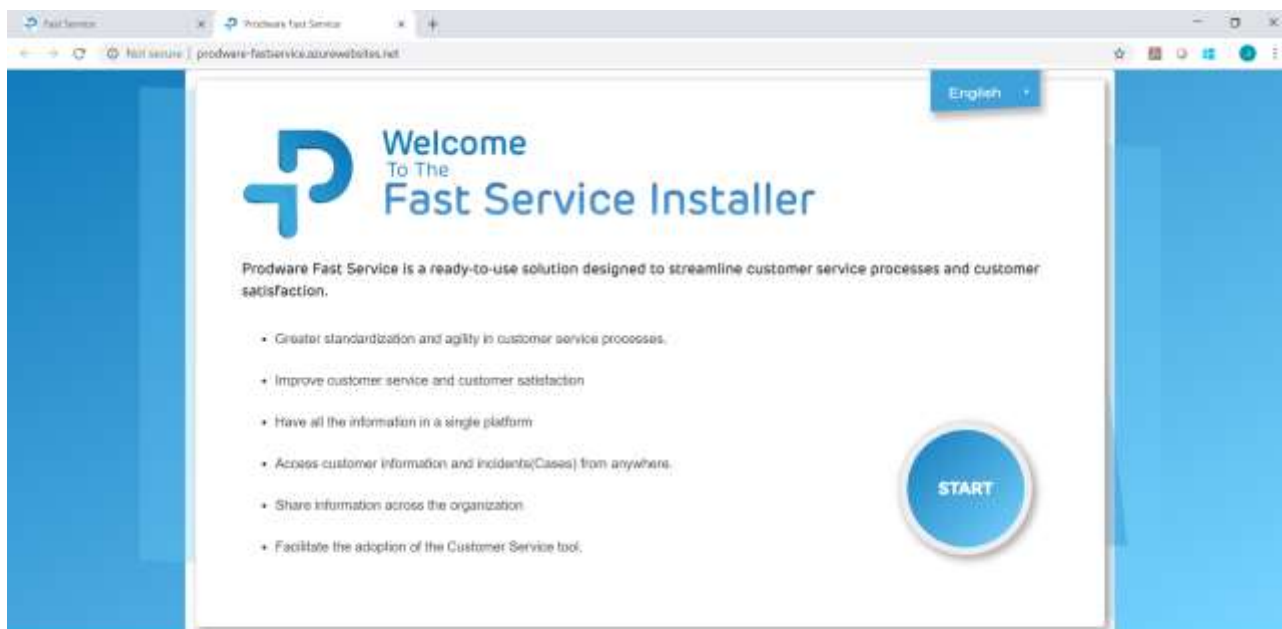 Fast Service
Prodware Fast Service
Not secure | prodware-fastservice.azurewebsites.net
English
Welcome
To The
Fast Service Installer
Prodware Fast Service is a ready-to-use solution designed to streamline customer service processes and customer
satisfaction.
• Greater standardization and agility in customer service processes.
• Improve customer service and customer satisfaction
• Have all the information in a single platform
• Access customer information and incidents(Cases) from anywhere.
• Share information across the organization
• Facilitate the adoption of the Customer Service tool.
START